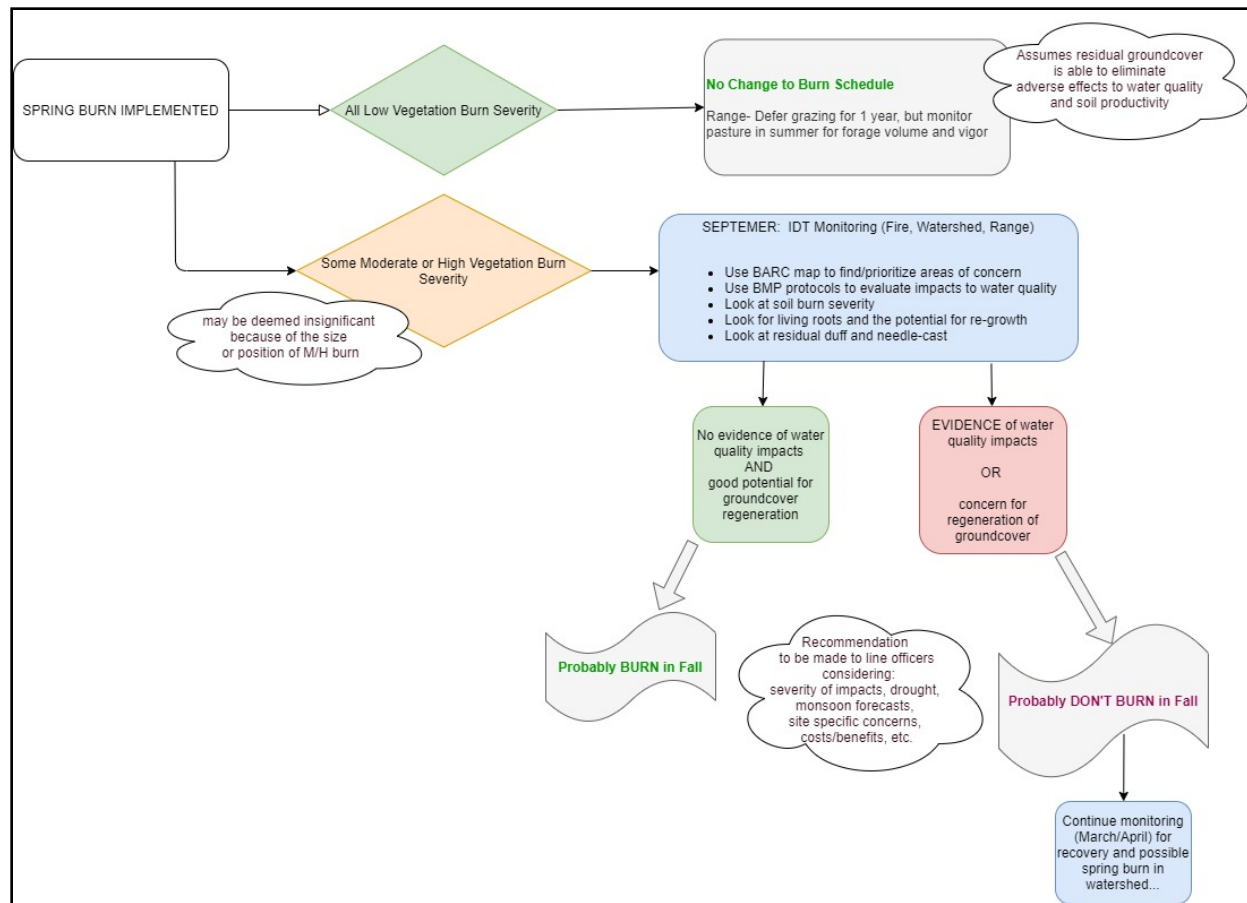 SPRING BURN IMPLEMENTED
All Low Vegetation Burn Severity
No Change to Burn Schedule
Range- Defer grazing for 1 year, but monitor
pasture in summer for forage volume and vigor
Assumes residual groundcover
is able to eliminate
adverse effects to water quality
and soil productivity
Some Moderate or High Vegetation Burn
Severity
may be deemed insignificant
because of the size
or position of M/H burn
SEPTEMER: IDT Monitoring (Fire, Watershed, Range)
• Use BARC map to find/prioritize areas of concern
• Use BMP protocols to evaluate impacts to water quality
• Look at soil burn severity
• Look for living roots and the potential for re-growth
• Look at residual duff and needle-cast
No evidence of water
quality impacts
AND
good potential for
groundcover
regeneration
EVIDENCE of water
quality impacts
OR
concern for
regeneration of
groundcover
Probably BURN in Fall
Recommendation
to be made to line officers
considering:
severity of impacts, drought,
monsoon forecasts,
site specific concerns,
costs/benefits, etc.
Probably DON'T BURN in Fall
Continue monitoring
(March/April) for
recovery and possible
spring burn in
watershed...